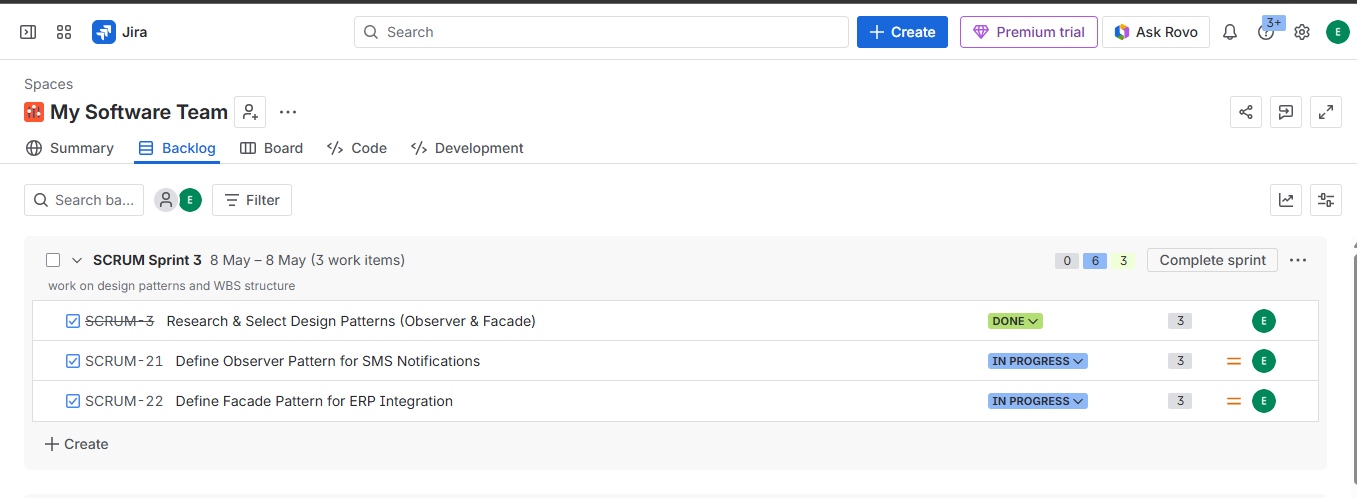 Jira
Search
Create
Premium trial
Ask Rovo
3+
E
Spaces
My Software Team
Summary
Backlog
Board
Code
Development
Search ba...
E
Filter
SCRUM Sprint 3 8 May – 8 May (3 work items)
0 6 3
Complete sprint
work on design patterns and WBS structure
SCRUM-3 Research & Select Design Patterns (Observer & Facade) DONE 3 E
SCRUM-21 Define Observer Pattern for SMS Notifications IN PROGRESS 3 E
SCRUM-22 Define Facade Pattern for ERP Integration IN PROGRESS 3 E
Create